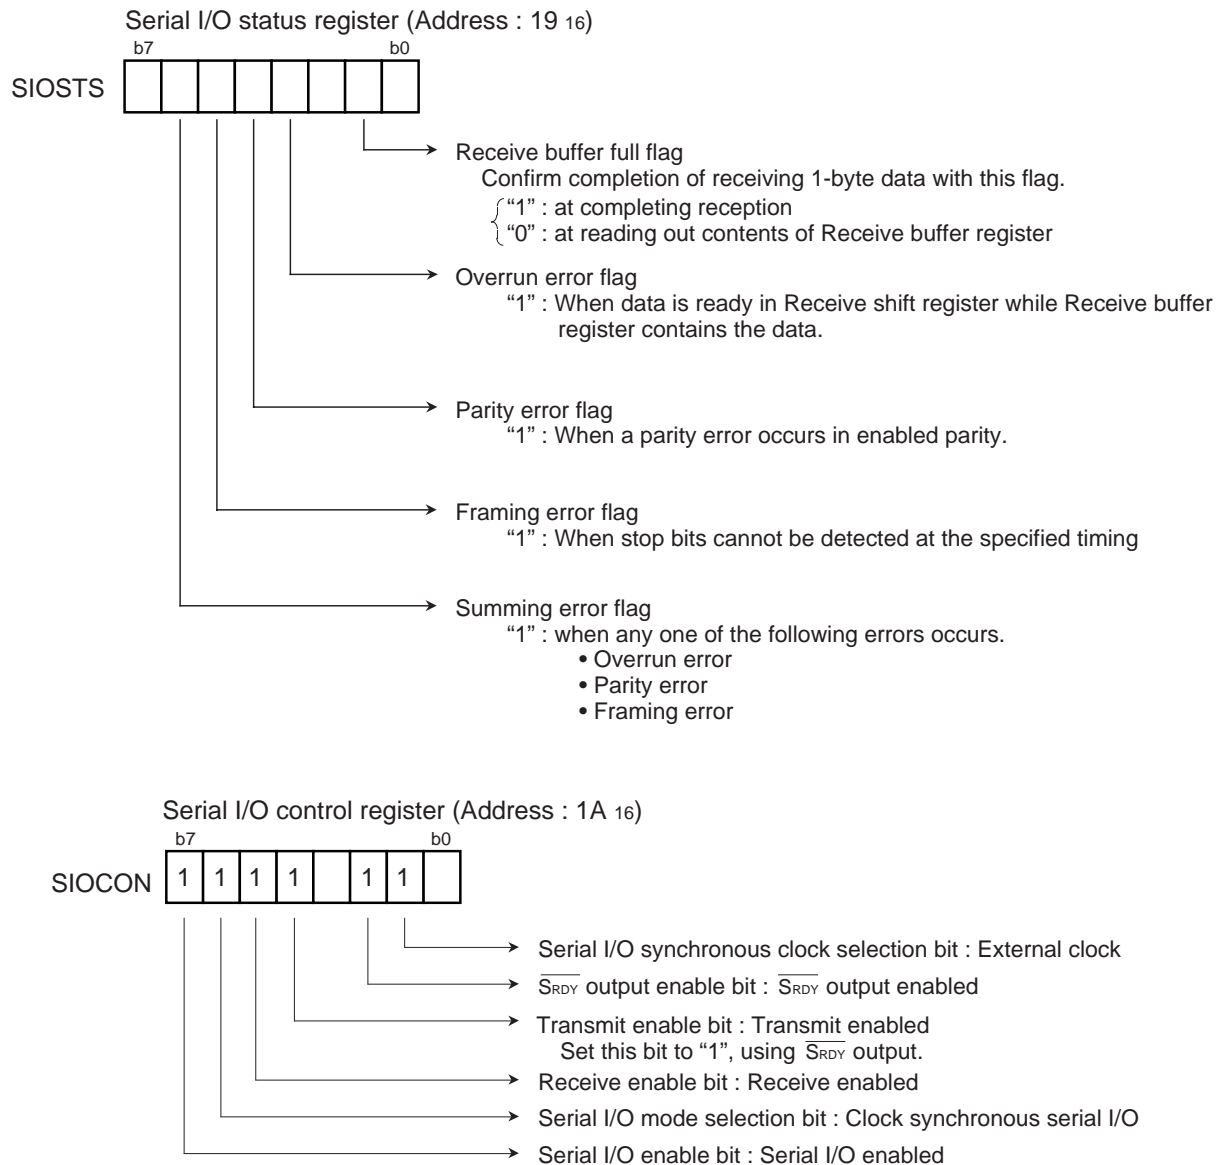 Serial I/O status register (Address : 19 16)
b7 b0
SIOSTS
Receive buffer full flag
Confirm completion of receiving 1-byte data with this flag.
“1” : at completing reception
“0” : at reading out contents of Receive buffer register
Overrun error flag
“1” : When data is ready in Receive shift register while Receive buffer
register contains the data.
Parity error flag
“1” : When a parity error occurs in enabled parity.
Framing error flag
“1” : When stop bits cannot be detected at the specified timing
Summing error flag
“1” : when any one of the following errors occurs.
• Overrun error
• Parity error
• Framing error
Serial I/O control register (Address : 1A 16)
b7 b0
SIOCON 1 1 1 1 1 1
Serial I/O synchronous clock selection bit : External clock
SRDY output enable bit : SRDY output enabled
Transmit enable bit : Transmit enabled
Set this bit to “1”, using SRDY output.
Receive enable bit : Receive enabled
Serial I/O mode selection bit : Clock synchronous serial I/O
Serial I/O enable bit : Serial I/O enabled